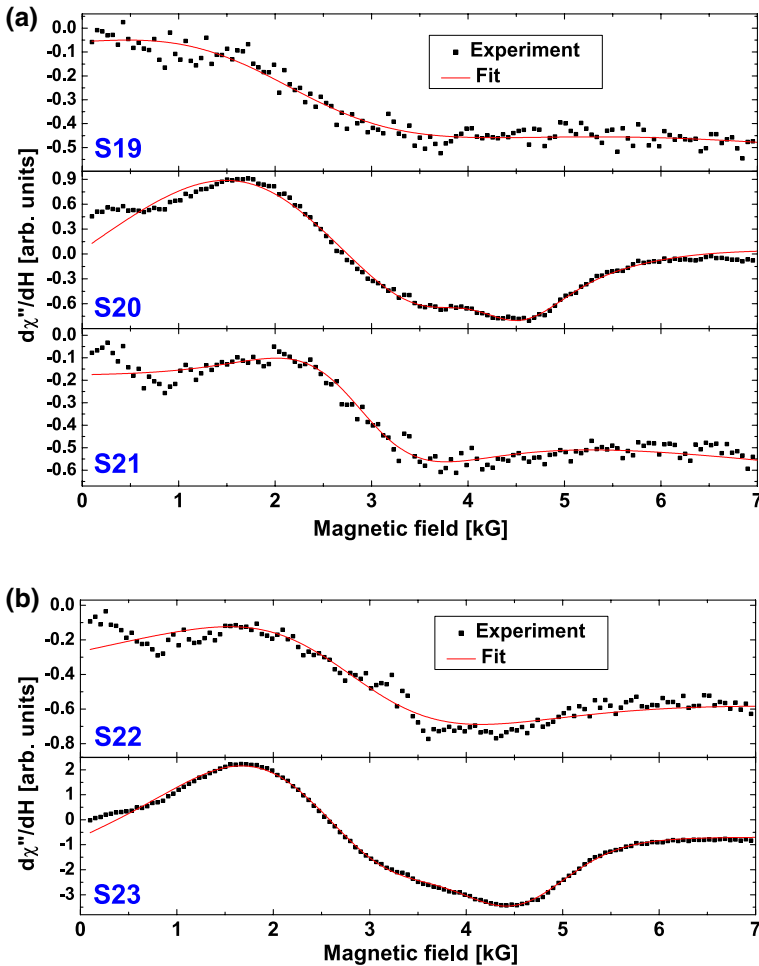 (a)
0.0
-0.1
-0.2
-0.3
-0.4
-0.5
Experiment
Fit
S19
0.9
0.6
0.3
0.0
-0.3
-0.6
S20
dχ''/dH [arb. units]
0.0
-0.1
-0.2
-0.3
-0.4
-0.5
-0.6
S21
0 1 2 3 4 5 6 7
Magnetic field [kG]
(b)
0.0
-0.2
-0.4
-0.6
-0.8
Experiment
Fit
S22
dχ''/dH [arb. units]
2
1
0
-1
-2
-3
S23
0 1 2 3 4 5 6 7
Magnetic field [kG]